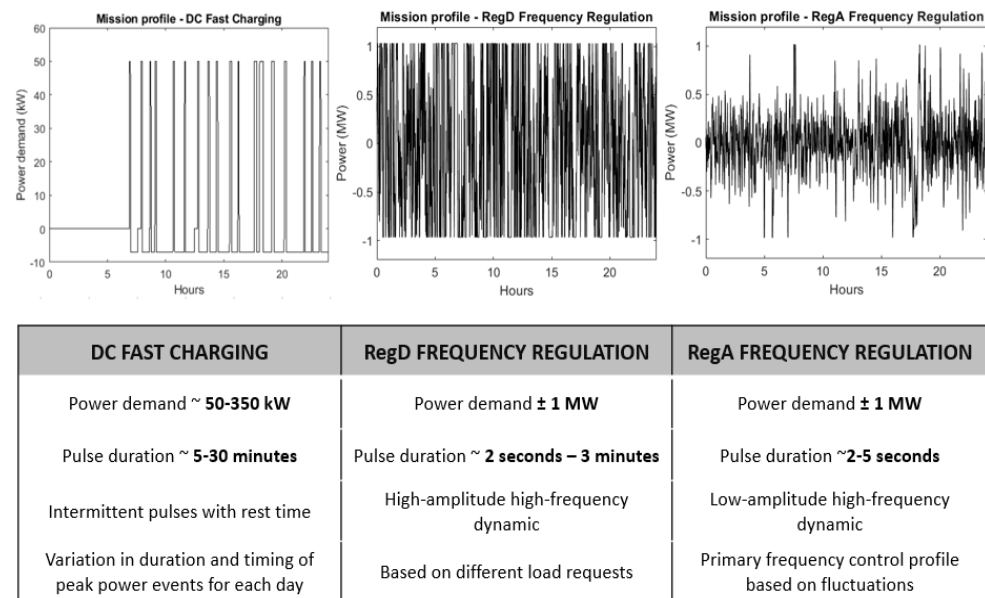 Mission profile - DC Fast Charging
Power demand (kW)
60
50
40
30
20
10
0
-10
0
5
10
15
20
Hours
Mission profile - RegD Frequency Regulation
Power (MW)
1
0.5
0
-0.5
-1
0
5
10
15
20
Hours
Mission profile - RegA Frequency Regulation
Power (MW)
1
0.5
0
-0.5
-1
0
5
10
15
20
Hours
DC FAST CHARGING
RegD FREQUENCY REGULATION
RegA FREQUENCY REGULATION
Power demand ~ 50-350 kW
Power demand ± 1 MW
Power demand ± 1 MW
Pulse duration ~ 5-30 minutes
Pulse duration ~ 2 seconds – 3 minutes
Pulse duration ~2-5 seconds
Intermittent pulses with rest time
High-amplitude high-frequency
dynamic
Low-amplitude high-frequency
dynamic
Variation in duration and timing of
peak power events for each day
Based on different load requests
Primary frequency control profile
based on fluctuations